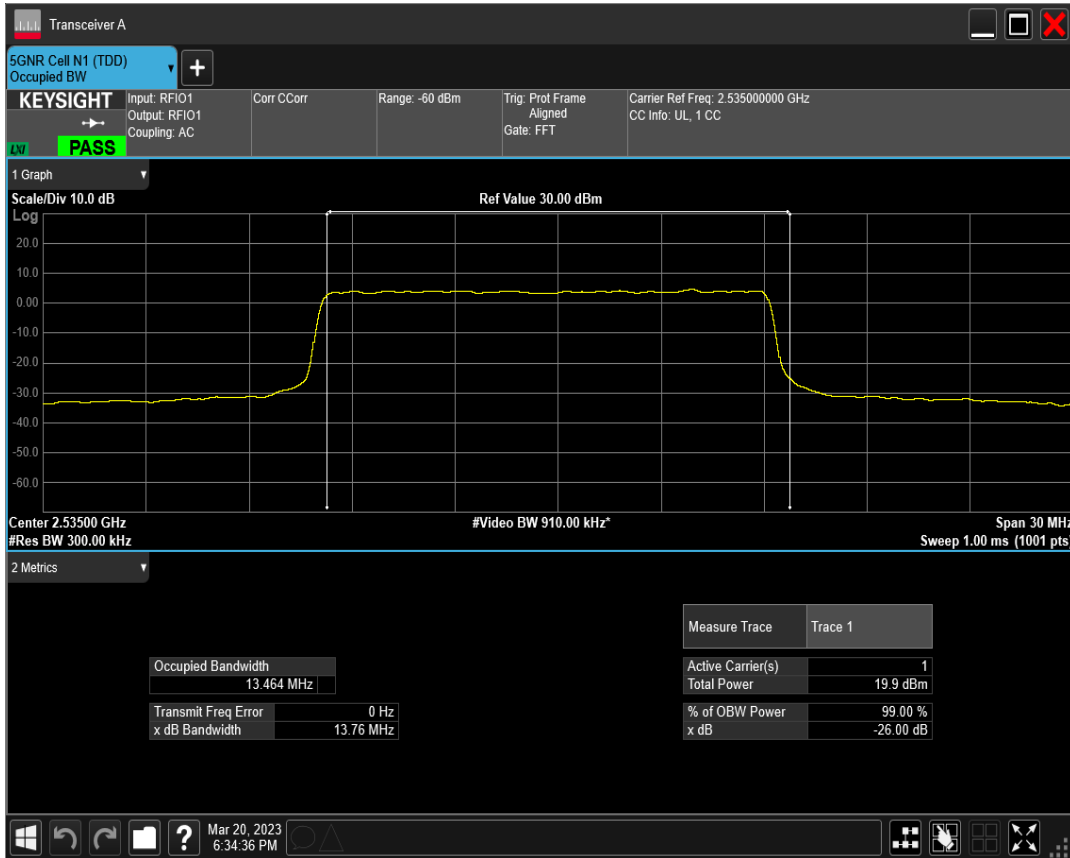 Transceiver A
5GNR Cell N1 (TDD)
Occupied BW
KEYSIGHT
LXI
PASS
Input: RFIO1
Output: RFIO1
Coupling: AC
Corr CCorr
Range: -60 dBm
Trig: Prot Frame
Aligned
Gate: FFT
Carrier Ref Freq: 2.535000000 GHz
CC Info: UL, 1 CC
1 Graph
Scale/Div 10.0 dB
Ref Value 30.00 dBm
Log
20.0
10.0
0.00
-10.0
-20.0
-30.0
-40.0
-50.0
-60.0
Center 2.53500 GHz
#Video BW 910.00 kHz*
Span 30 MHz
#Res BW 300.00 kHz
Sweep 1.00 ms (1001 pts)
2 Metrics
Measure Trace Trace 1
Occupied Bandwidth
13.464 MHz
Active Carrier(s) 1
Total Power 19.9 dBm
Transmit Freq Error 0 Hz
x dB Bandwidth 13.76 MHz
% of OBW Power 99.00 %
x dB -26.00 dB
Mar 20, 2023
6:34:36 PM